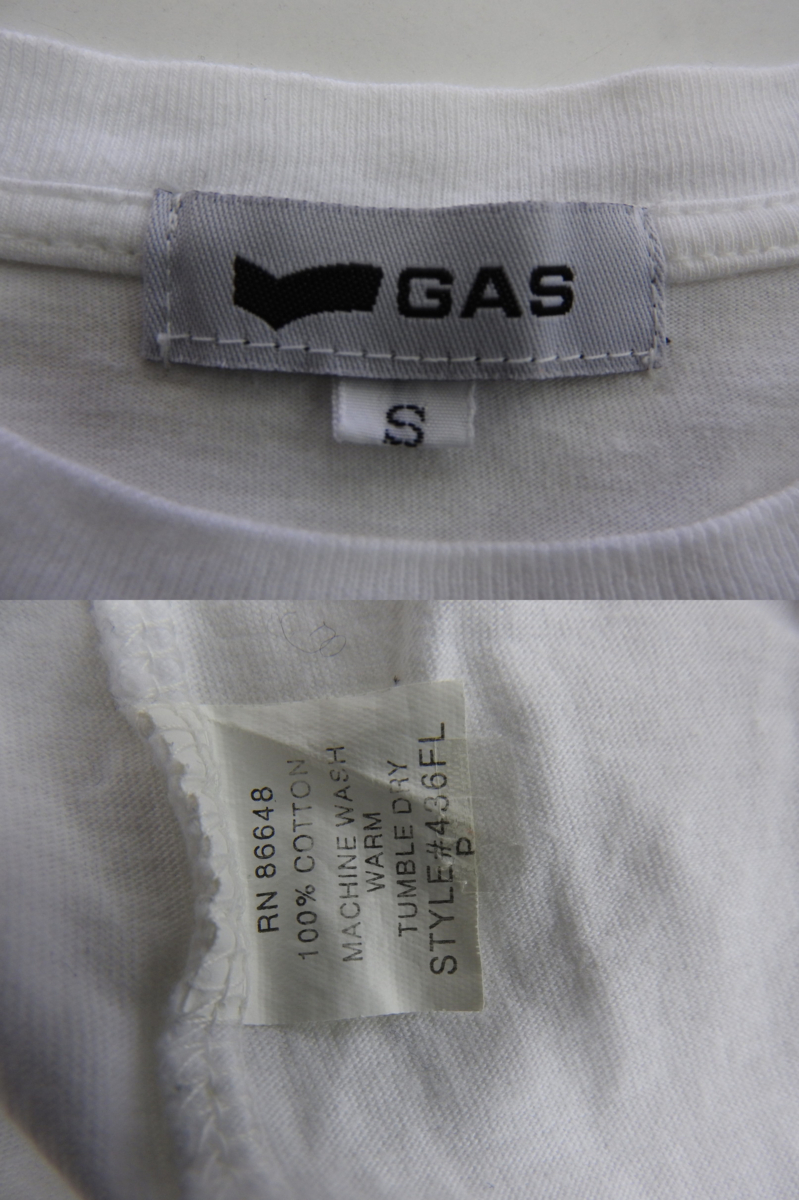 GAS
S
RN 86648
100% COTTON
MACHINE WASH
WARM
TUMBLE DRY
STYLE#436FL
P